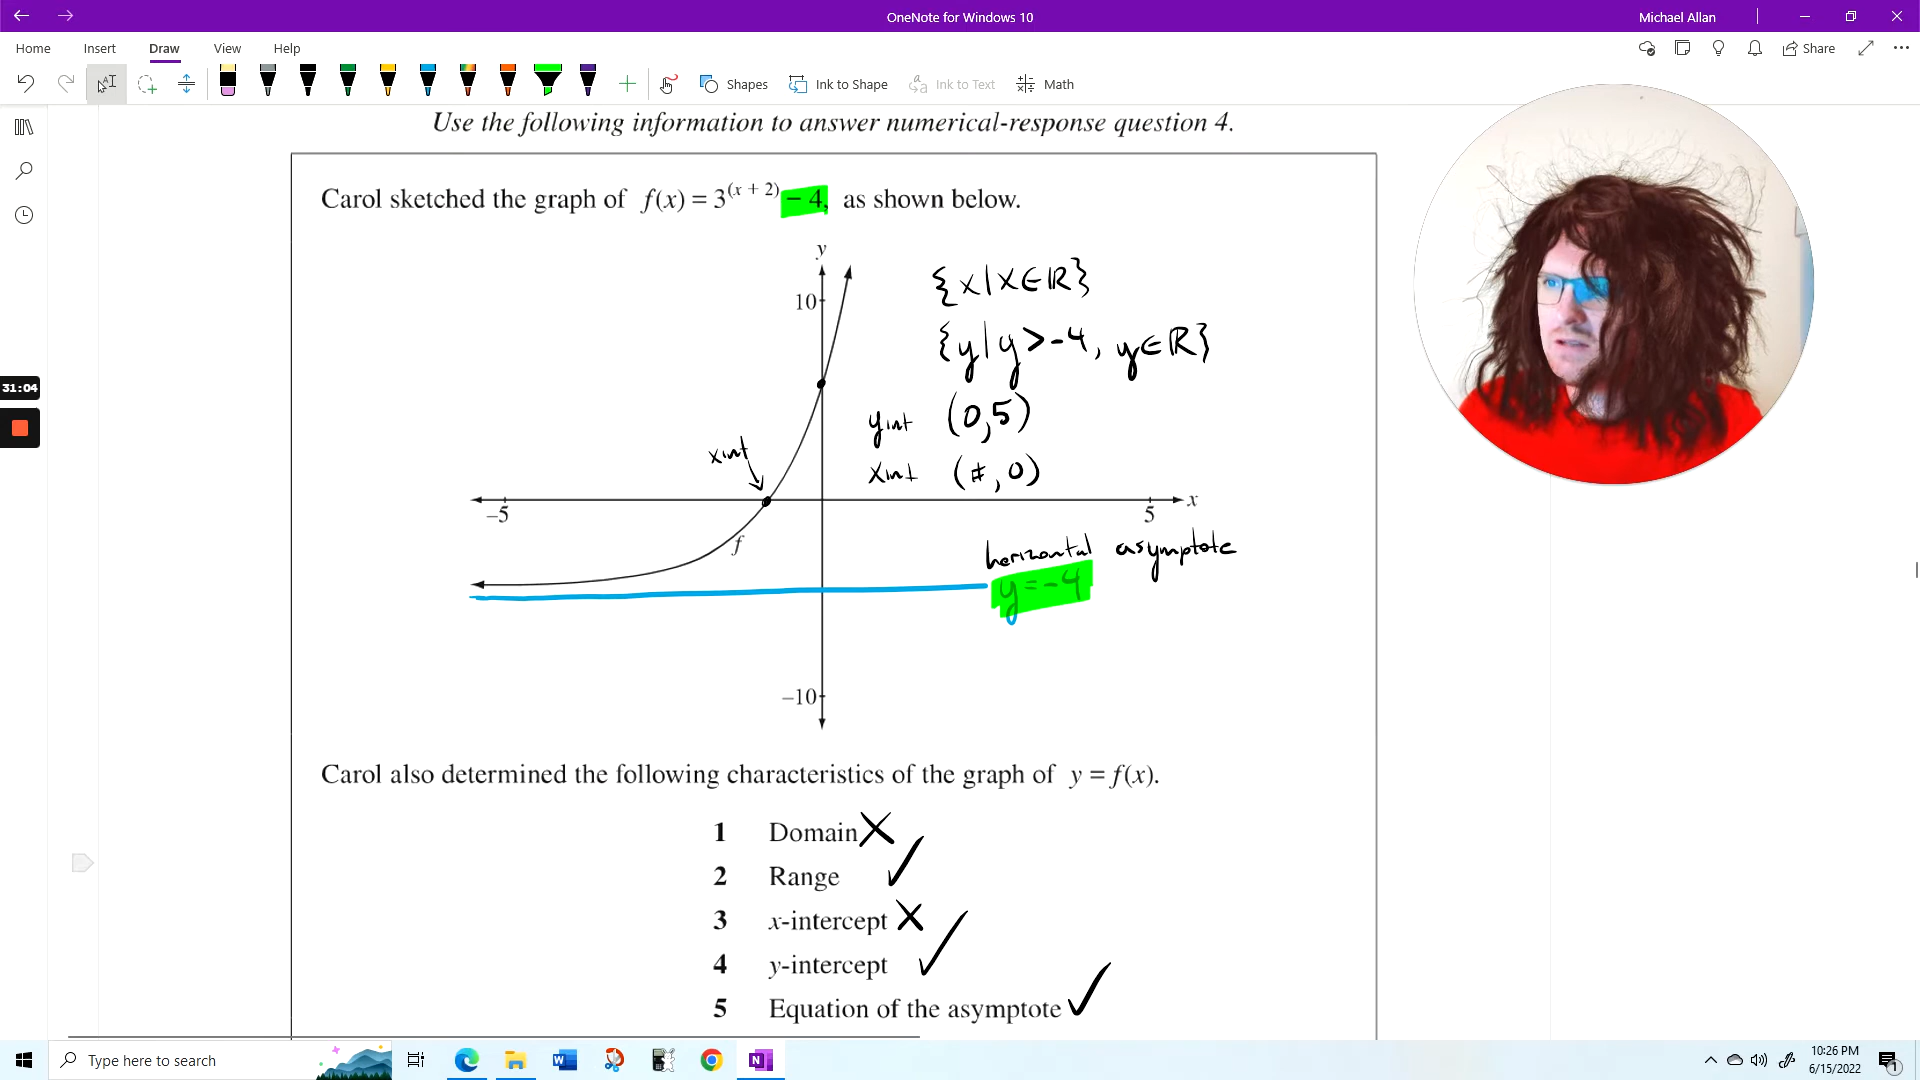 OneNote for Windows 10
Michael Allan
Home Insert Draw View Help
Share
Shapes Ink to Shape Ink to Text Math
Use the following information to answer numerical-response question 4.
Carol sketched the graph of f(x) = 3^(x + 2) − 4, as shown below.
y
10
{x|x∈ℝ}
{y|y>-4, y∈ℝ}
yint (0,5)
xint
xint (#, 0)
–5
5
x
f
horizontal asymptote
y=-4
–10
Carol also determined the following characteristics of the graph of y = f(x).
1 Domain X
2 Range ✓
3 x-intercept X
4 y-intercept ✓
5 Equation of the asymptote ✓
31:04
Type here to search
10:26 PM
6/15/2022
1